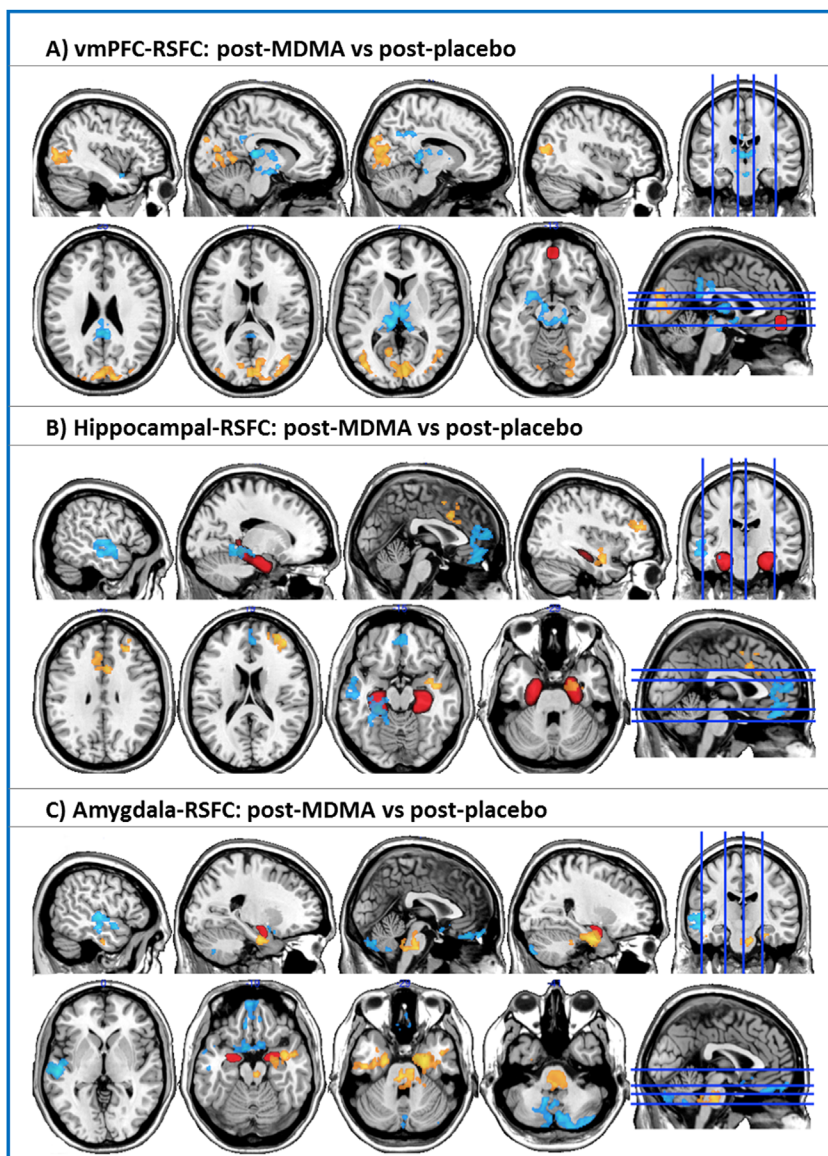 A) vmPFC-RSFC: post-MDMA vs post-placebo
B) Hippocampal-RSFC: post-MDMA vs post-placebo
C) Amygdala-RSFC: post-MDMA vs post-placebo